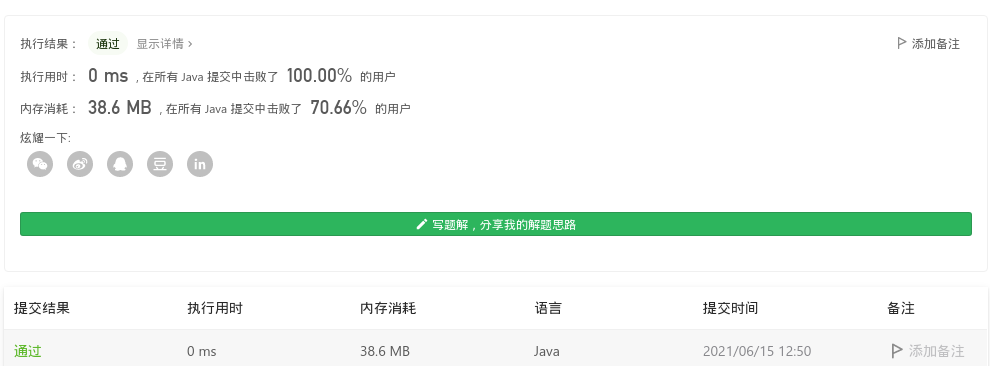 执行结果： 通过 显示详情 › 添加备注
执行用时： 0 ms , 在所有 Java 提交中击败了 100.00% 的用户
内存消耗： 38.6 MB , 在所有 Java 提交中击败了 70.66% 的用户
炫耀一下:
豆 in
写题解，分享我的解题思路
提交结果 执行用时 内存消耗 语言 提交时间 备注
通过 0 ms 38.6 MB Java 2021/06/15 12:50 添加备注